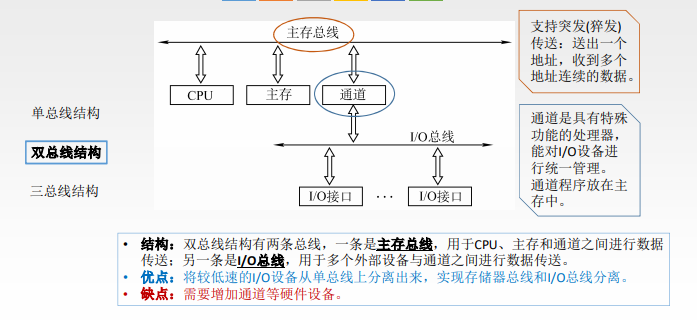 主存总线
CPU
主存
通道
I/O总线
I/O接口
···
I/O接口
单总线结构
双总线结构
三总线结构
支持突发(猝发)
传送：送出一个
地址，收到多个
地址连续的数据。
通道是具有特殊
功能的处理器，
能对I/O设备进
行统一管理。
通道程序放在主
存中。
• 结构：双总线结构有两条总线，一条是主存总线，用于CPU、主存和通道之间进行数据
传送；另一条是I/O总线，用于多个外部设备与通道之间进行数据传送。
• 优点：将较低速的I/O设备从单总线上分离出来，实现存储器总线和I/O总线分离。
• 缺点：需要增加通道等硬件设备。